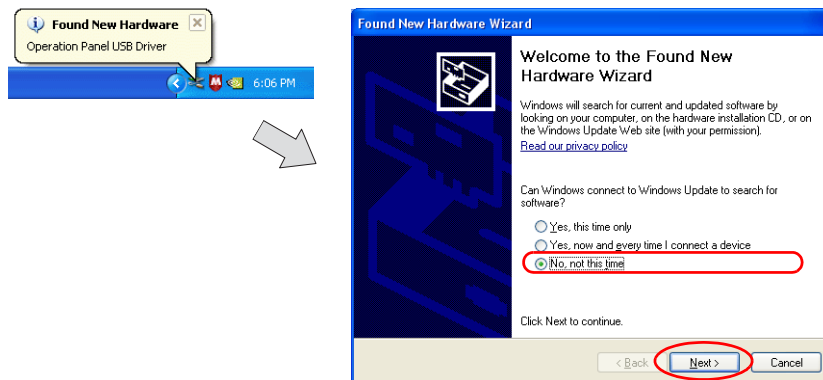 Found New Hardware
Operation Panel USB Driver
6:06 PM
Found New Hardware Wizard
Welcome to the Found New
Hardware Wizard
Windows will search for current and updated software by
looking on your computer, on the hardware installation CD, or on
the Windows Update Web site (with your permission).
Read our privacy policy
Can Windows connect to Windows Update to search for
software?
Yes, this time only
Yes, now and every time I connect a device
No, not this time
Click Next to continue.
< Back
Next >
Cancel